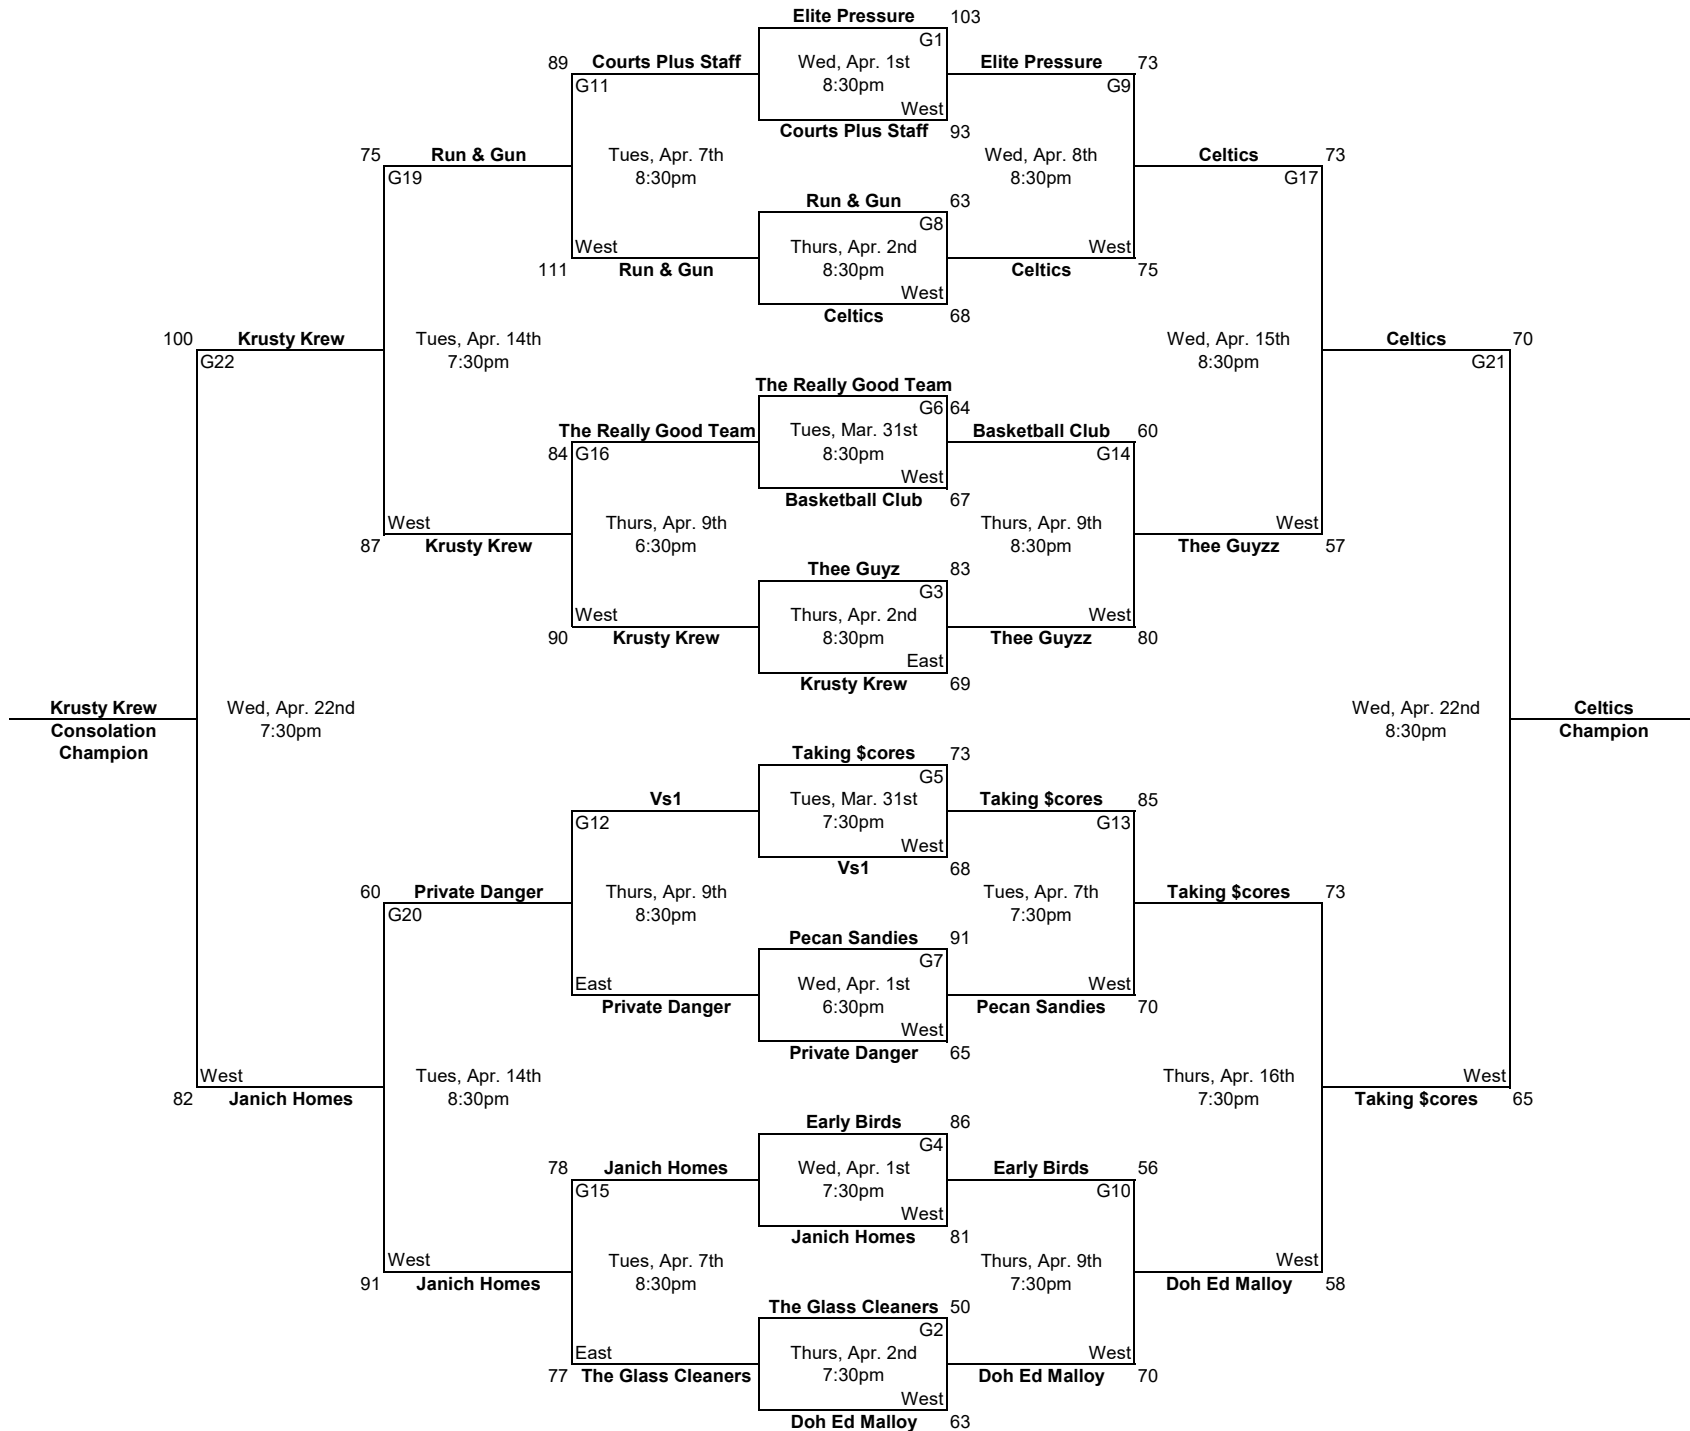 Elite Pressure 103
G1
89 Courts Plus Staff Wed, Apr. 1st Elite Pressure 73
G11 8:30pm G9
West
Courts Plus Staff 93
75 Run & Gun Tues, Apr. 7th Wed, Apr. 8th Celtics 73
G19 8:30pm 8:30pm G17
Run & Gun 63
G8
West Thurs, Apr. 2nd West
111 Run & Gun 8:30pm Celtics 75
West
Celtics 68
100 Krusty Krew Tues, Apr. 14th Wed, Apr. 15th Celtics 70
G22 7:30pm 8:30pm G21
The Really Good Team
G6 64
The Really Good Team Tues, Mar. 31st Basketball Club 60
84 G16 8:30pm G14
West
Basketball Club 67
West Thurs, Apr. 9th Thurs, Apr. 9th West
87 Krusty Krew 6:30pm 8:30pm Thee Guyzz 57
Thee Guyz 83
G3
West Thurs, Apr. 2nd West
90 Krusty Krew 8:30pm Thee Guyzz 80
East
Krusty Krew 69
Krusty Krew Wed, Apr. 22nd Wed, Apr. 22nd Celtics
Consolation 7:30pm 8:30pm Champion
Champion
Taking $cores 73
G5
Vs1 Tues, Mar. 31st Taking $cores 85
G12 7:30pm G13
West
Vs1 68
60 Private Danger Thurs, Apr. 9th Tues, Apr. 7th Taking $cores 73
G20 8:30pm 7:30pm
Pecan Sandies 91
G7
East Wed, Apr. 1st West
Private Danger 6:30pm Pecan Sandies 70
West
Private Danger 65
West Tues, Apr. 14th Thurs, Apr. 16th West
82 Janich Homes 8:30pm 7:30pm Taking $cores 65
Early Birds 86
G4
78 Janich Homes Wed, Apr. 1st Early Birds 56
G15 7:30pm G10
West
Janich Homes 81
West Tues, Apr. 7th Thurs, Apr. 9th West
91 Janich Homes 8:30pm 7:30pm Doh Ed Malloy 58
The Glass Cleaners 50
G2
East Thurs, Apr. 2nd West
77 The Glass Cleaners 7:30pm Doh Ed Malloy 70
West
Doh Ed Malloy 63